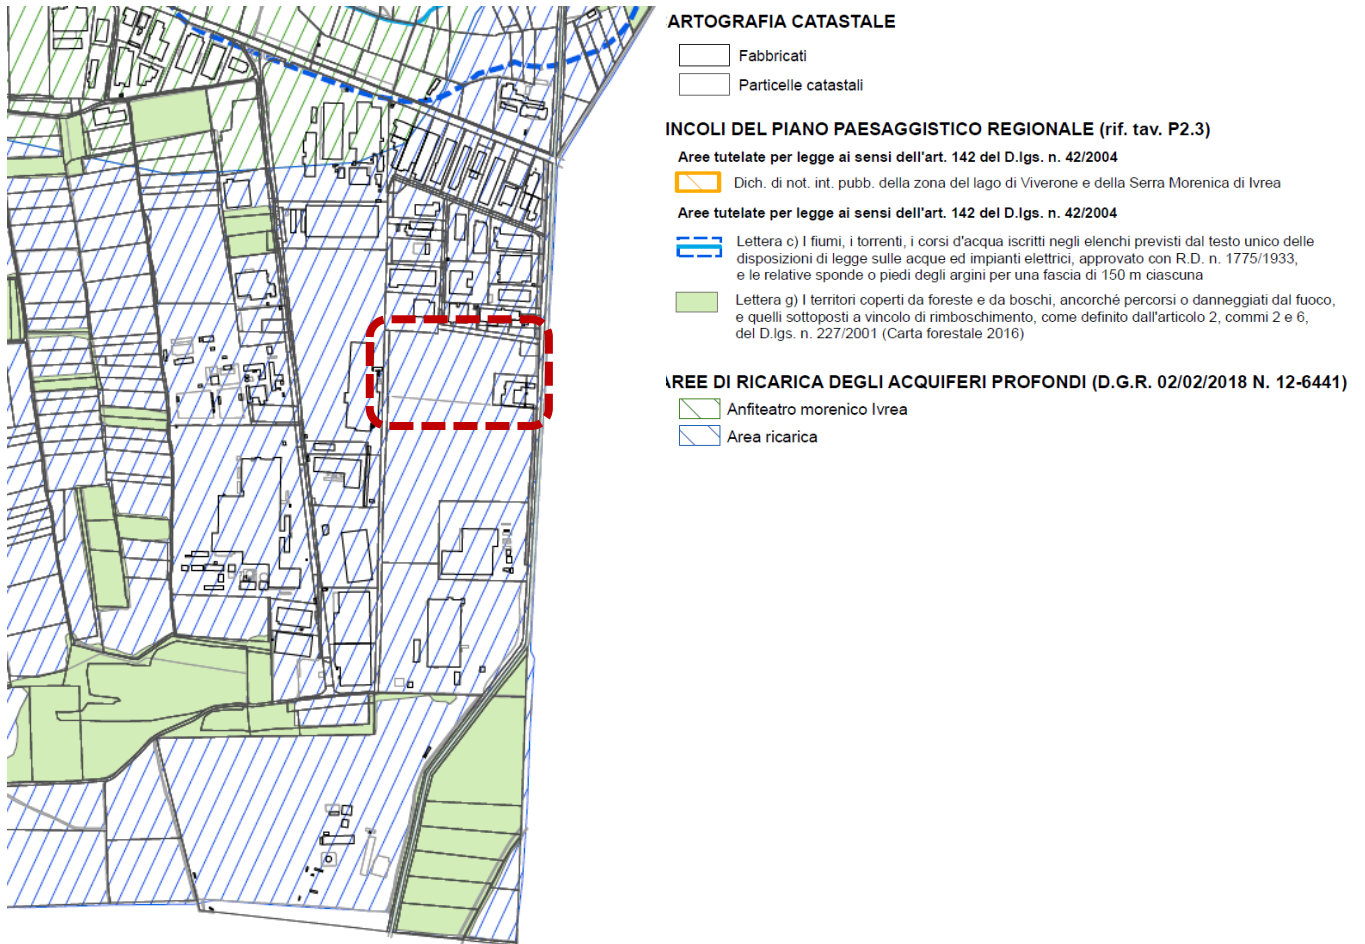 ARTOGRAFIA CATASTALE
Fabbricati
Particelle catastali
INCOLI DEL PIANO PAESAGGISTICO REGIONALE (rif. tav. P2.3)
Aree tutelate per legge ai sensi dell'art. 142 del D.lgs. n. 42/2004
Dich. di not. int. pubb. della zona del lago di Viverone e della Serra Morenica di Ivrea
Aree tutelate per legge ai sensi dell'art. 142 del D.lgs. n. 42/2004
Lettera c) I fiumi, i torrenti, i corsi d'acqua iscritti negli elenchi previsti dal testo unico delle
disposizioni di legge sulle acque ed impianti elettrici, approvato con R.D. n. 1775/1933,
e le relative sponde o piedi degli argini per una fascia di 150 m ciascuna
Lettera g) I territori coperti da foreste e da boschi, ancorché percorsi o danneggiati dal fuoco,
e quelli sottoposti a vincolo di rimboschimento, come definito dall'articolo 2, commi 2 e 6,
del D.lgs. n. 227/2001 (Carta forestale 2016)
AREE DI RICARICA DEGLI ACQUIFERI PROFONDI (D.G.R. 02/02/2018 N. 12-6441)
Anfiteatro morenico Ivrea
Area ricarica